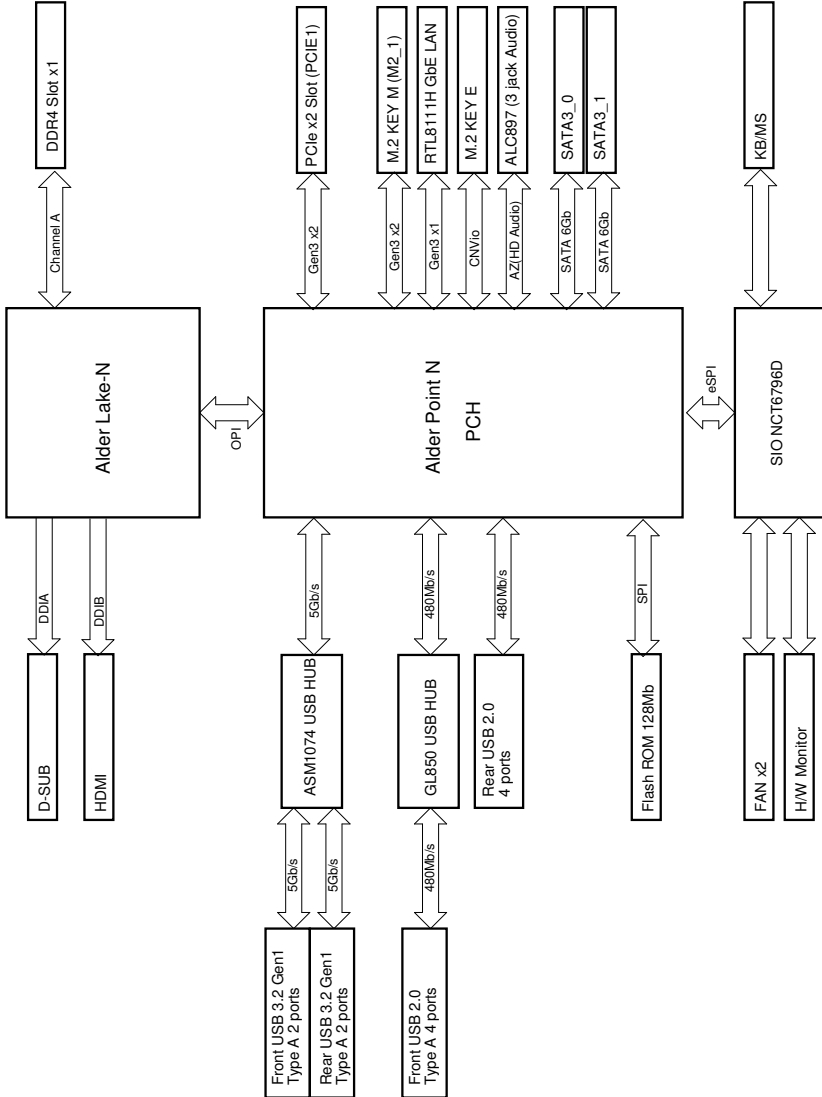 DDR4 Slot x1
Channel A
Alder Lake-N
DDIA
D-SUB
DDIB
HDMI
OPI
PCIe x2 Slot (PCIE1)
Gen3 x2
M.2 KEY M (M2_1)
Gen3 x2
RTL8111H GbE LAN
Gen3 x1
M.2 KEY E
CNVio
ALC897 (3 jack Audio)
AZ(HD Audio)
SATA3_0
SATA 6Gb
SATA3_1
SATA 6Gb
Alder Point N
PCH
5Gb/s
ASM1074 USB HUB
5Gb/s
5Gb/s
Front USB 3.2 Gen1
Type A 2 ports
Rear USB 3.2 Gen1
Type A 2 ports
480Mb/s
GL850 USB HUB
480Mb/s
Front USB 2.0
Type A 4 ports
480Mb/s
Rear USB 2.0
4 ports
SPI
Flash ROM 128Mb
eSPI
KB/MS
SIO NCT6796D
FAN x2
H/W Monitor